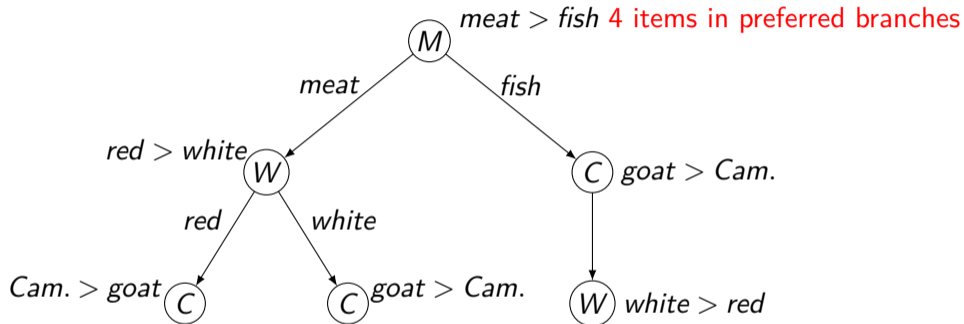 meat > fish 4 items in preferred branches
M
meat
fish
red > white
W
C
goat > Cam.
red
white
Cam. > goat
C
C
goat > Cam.
W
white > red